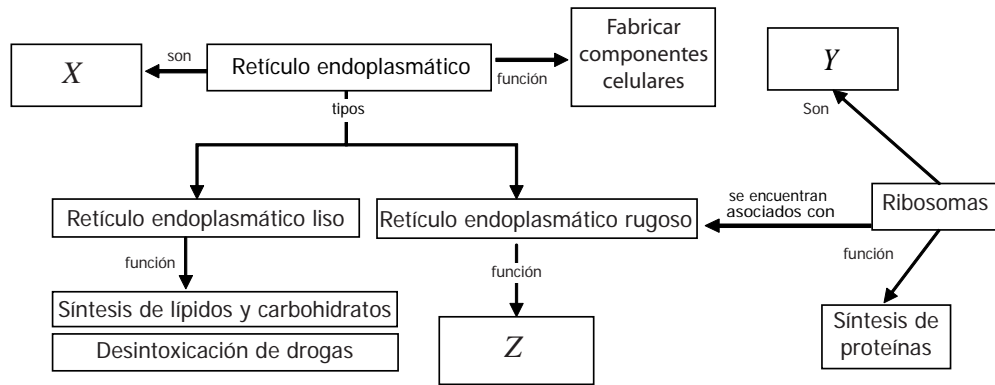 Fabricar
componentes
celulares
X
son
Retículo endoplasmático
función
Y
tipos
Son
se encuentran
asociados con
Ribosomas
Retículo endoplasmático liso
Retículo endoplasmático rugoso
función
función
función
Síntesis de lípidos y carbohidratos
Desintoxicación de drogas
Z
Síntesis de
proteínas